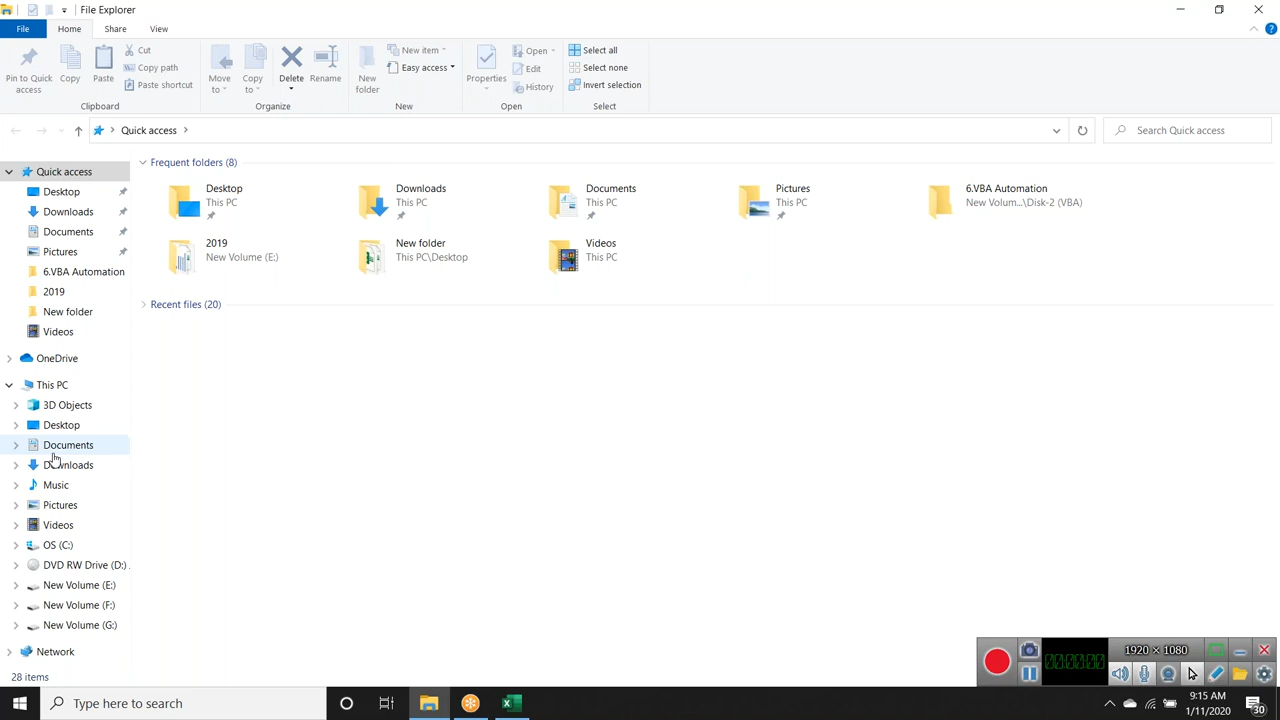 File Explorer
File
Home
Share
View
Pin to Quick access
Copy
Paste
Cut
Copy path
Paste shortcut
Clipboard
Move to
Copy to
Delete
Rename
Organize
New folder
New item
Easy access
New
Properties
Open
Edit
History
Open
Select all
Select none
Invert selection
Select
Quick access
Search Quick access
Quick access
Desktop
Downloads
Documents
Pictures
6.VBA Automation
2019
New folder
Videos
OneDrive
This PC
3D Objects
Desktop
Documents
Downloads
Music
Pictures
Videos
OS (C:)
DVD RW Drive (D:)
New Volume (E:)
New Volume (F:)
New Volume (G:)
Network
28 items
Frequent folders (8)
Desktop
This PC
Downloads
This PC
Documents
This PC
Pictures
This PC
6.VBA Automation
New Volum...\Disk-2 (VBA)
2019
New Volume (E:)
New folder
This PC\Desktop
Videos
This PC
Recent files (20)
1920 × 1080
00:00:00
Type here to search
9:15 AM
1/11/2020
30